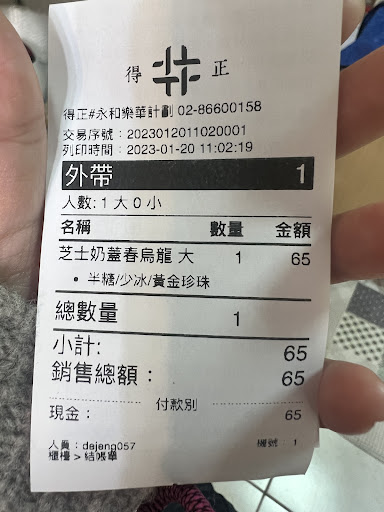 得 正
得正#永和樂華計劃 02-86600158
交易序號：2023012011020001
列印時間：2023-01-20 11:02:19
外帶 1
人數: 1 大 0 小
名稱 數量 金額
芝士奶蓋春烏龍 大 1 65
• 半糖/少冰/黃金珍珠
總數量 1
小計: 65
銷售總額： 65
付款別
現金： 65
人員：dejeng057
櫃檯 > 結帳單 機號： 1